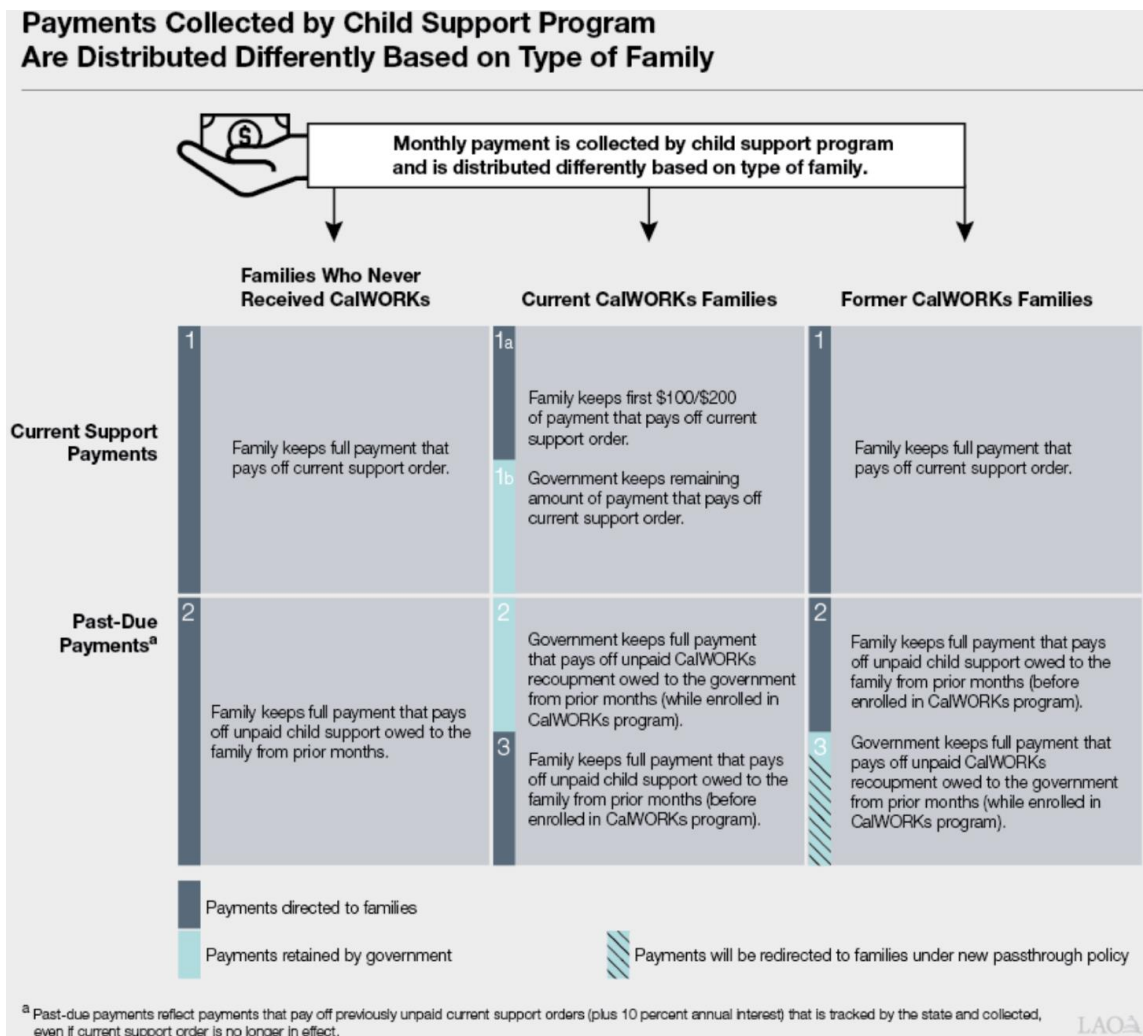 Payments Collected by Child Support Program
Are Distributed Differently Based on Type of Family
$
Monthly payment is collected by child support program
and is distributed differently based on type of family.
Families Who Never
Received CalWORKs
Current CalWORKs Families
Former CalWORKs Families
Current Support
Payments
1
Family keeps full payment that
pays off current support order.
1a
Family keeps first $100/$200
of payment that pays off current
support order.
1b
Government keeps remaining
amount of payment that pays off
current support order.
1
Family keeps full payment that
pays off current support order.
Past-Due
Paymentsa
2
Family keeps full payment that pays
off unpaid child support owed to the
family from prior months.
2
Government keeps full payment
that pays off unpaid CalWORKs
recoupment owed to the government
from prior months (while enrolled in
CalWORKs program).
3
Family keeps full payment that pays
off unpaid child support owed to the
family from prior months (before
enrolled in CalWORKs program).
2
Family keeps full payment that pays
off unpaid child support owed to the
family from prior months (before
enrolled in CalWORKs program).
3
Government keeps full payment that
pays off unpaid CalWORKs
recoupment owed to the government
from prior months (while enrolled in
CalWORKs program).
Payments directed to families
Payments retained by government
Payments will be redirected to families under new passthrough policy
a Past-due payments reflect payments that pay off previously unpaid current support orders (plus 10 percent annual interest) that is tracked by the state and collected,
even if current support order is no longer in effect.
LAO